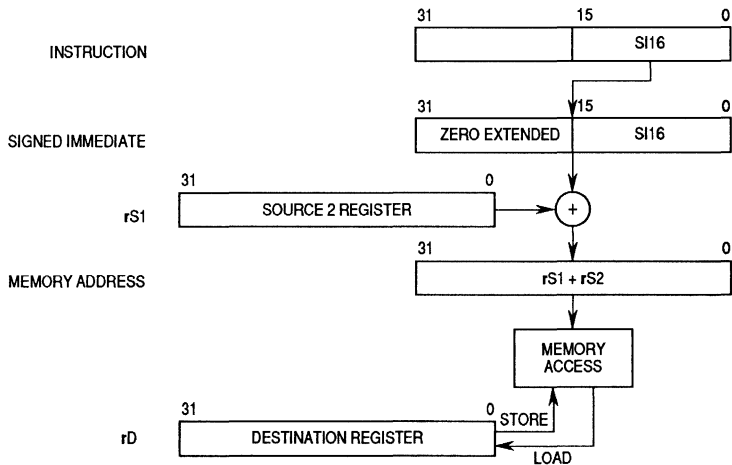 31 15 0
INSTRUCTION SI16
31 15 0
SIGNED IMMEDIATE ZERO EXTENDED SI16
31 0
rS1 SOURCE 2 REGISTER +
31 0
MEMORY ADDRESS rS1 + rS2
MEMORY
ACCESS
31 0
STORE
rD DESTINATION REGISTER
LOAD